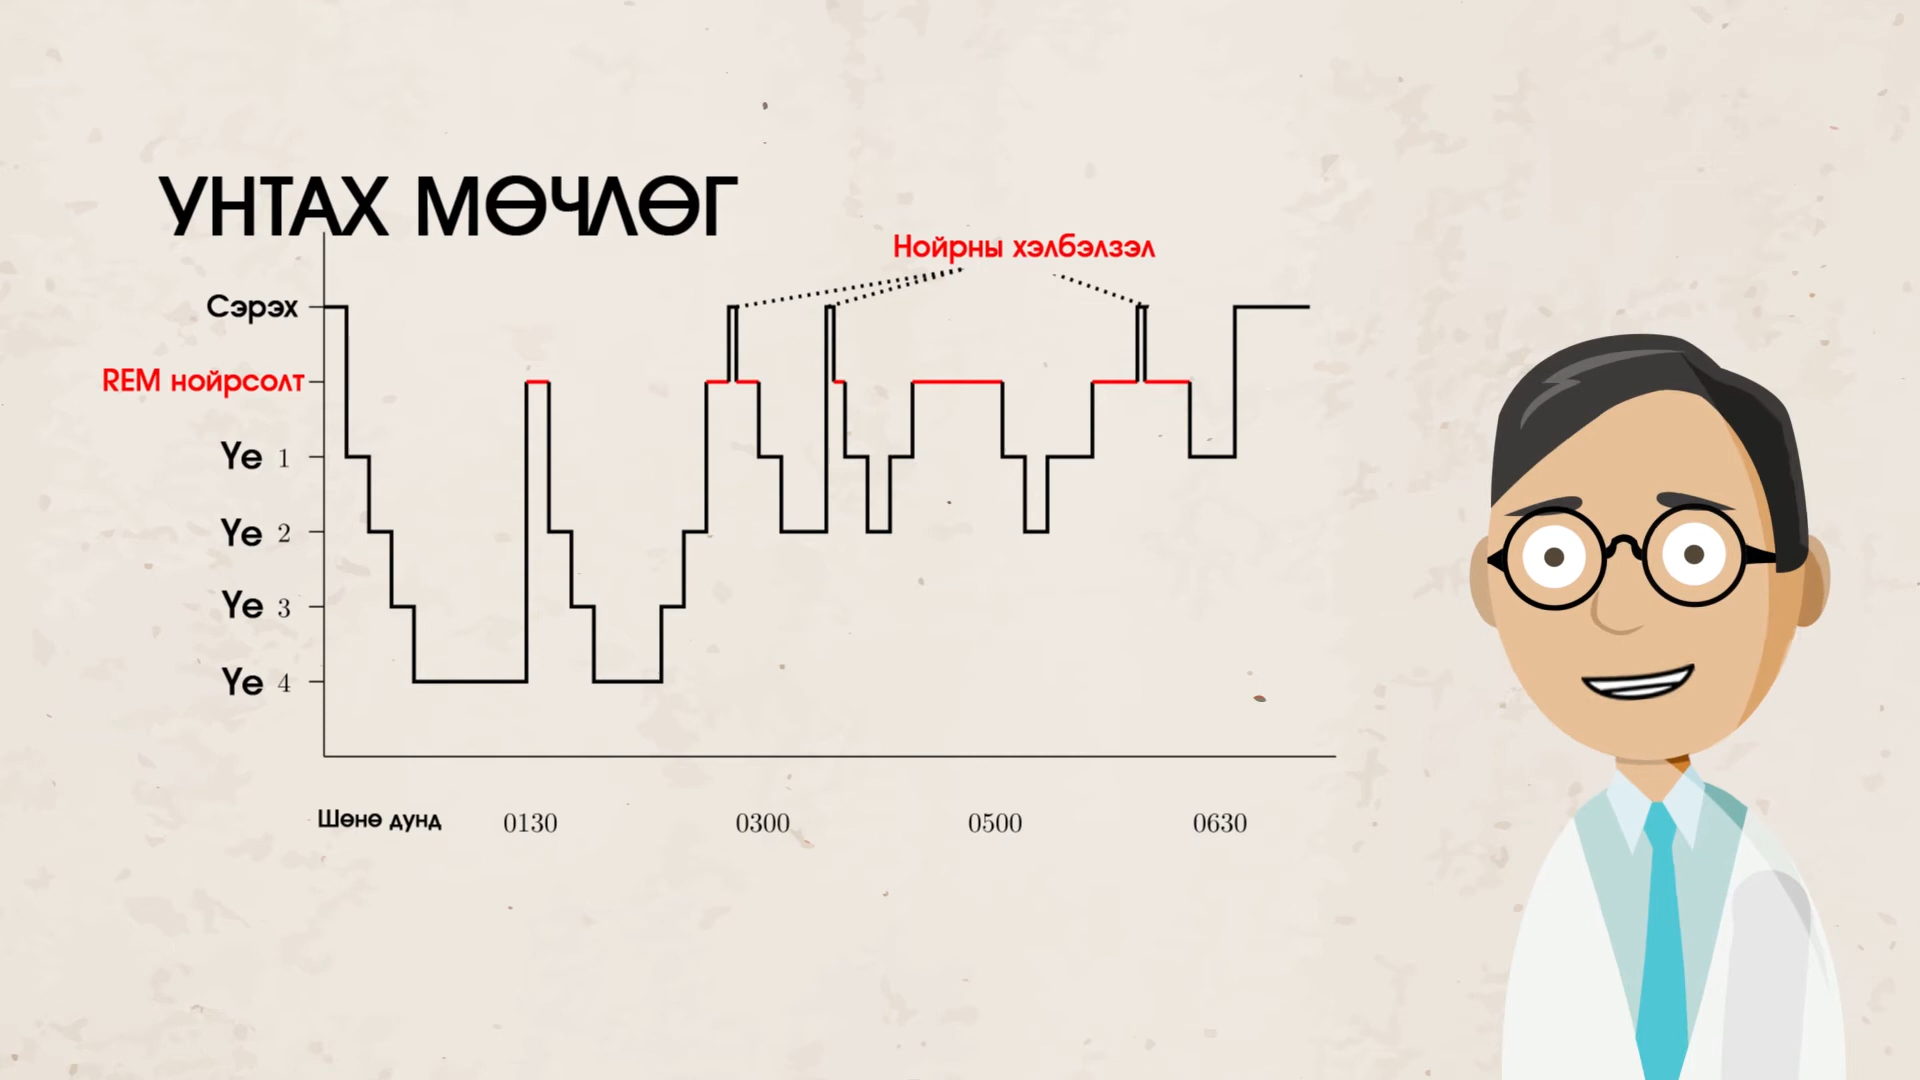 УНТАХ МӨЧЛӨГ
Нойрны хэлбэлзэл
Сэрэх
REM нойрсолт
Үе 1
Үе 2
Үе 3
Үе 4
Шөнө дунд 0130 0300 0500 0630